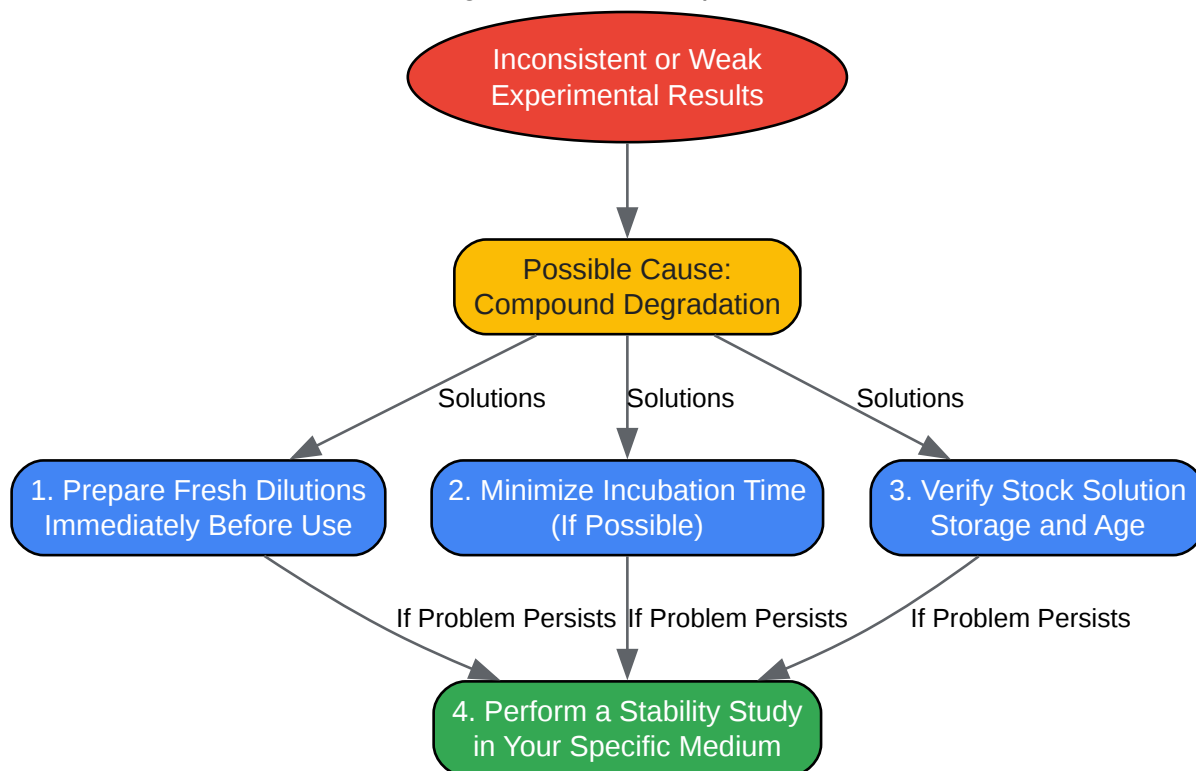 Inconsistent or Weak
Experimental Results
Possible Cause:
Compound Degradation
Solutions
Solutions
Solutions
1. Prepare Fresh Dilutions
Immediately Before Use
2. Minimize Incubation Time
(If Possible)
3. Verify Stock Solution
Storage and Age
If Problem Persists
If Problem Persists
If Problem Persists
4. Perform a Stability Study
in Your Specific Medium